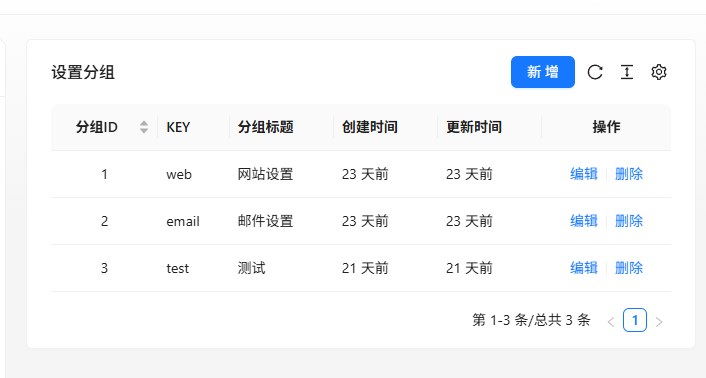 设置分组 新 增
分组ID KEY 分组标题 创建时间 更新时间 操作
1 web 网站设置 23 天前 23 天前 编辑 删除
2 email 邮件设置 23 天前 23 天前 编辑 删除
3 test 测试 21 天前 21 天前 编辑 删除
第 1-3 条/总共 3 条 1